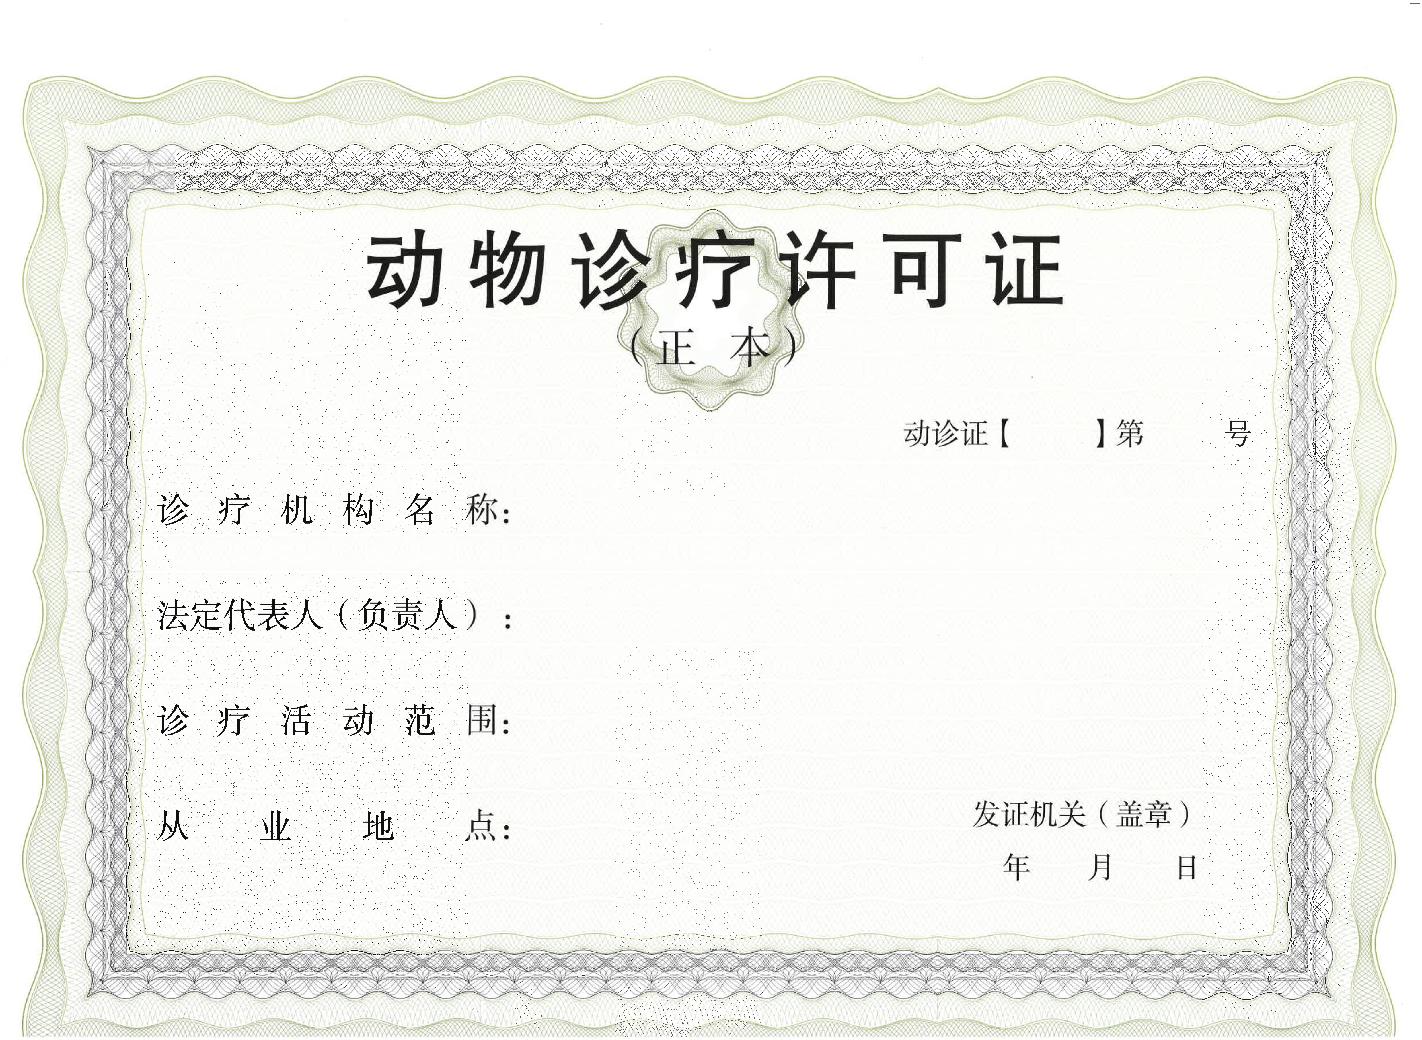 动物诊疗许可证
（正 本）
动诊证【 】第 号
诊疗机构名称：
法定代表人（负责人）：
诊疗活动范围：
从业地点：
发证机关（盖章）
年 月 日